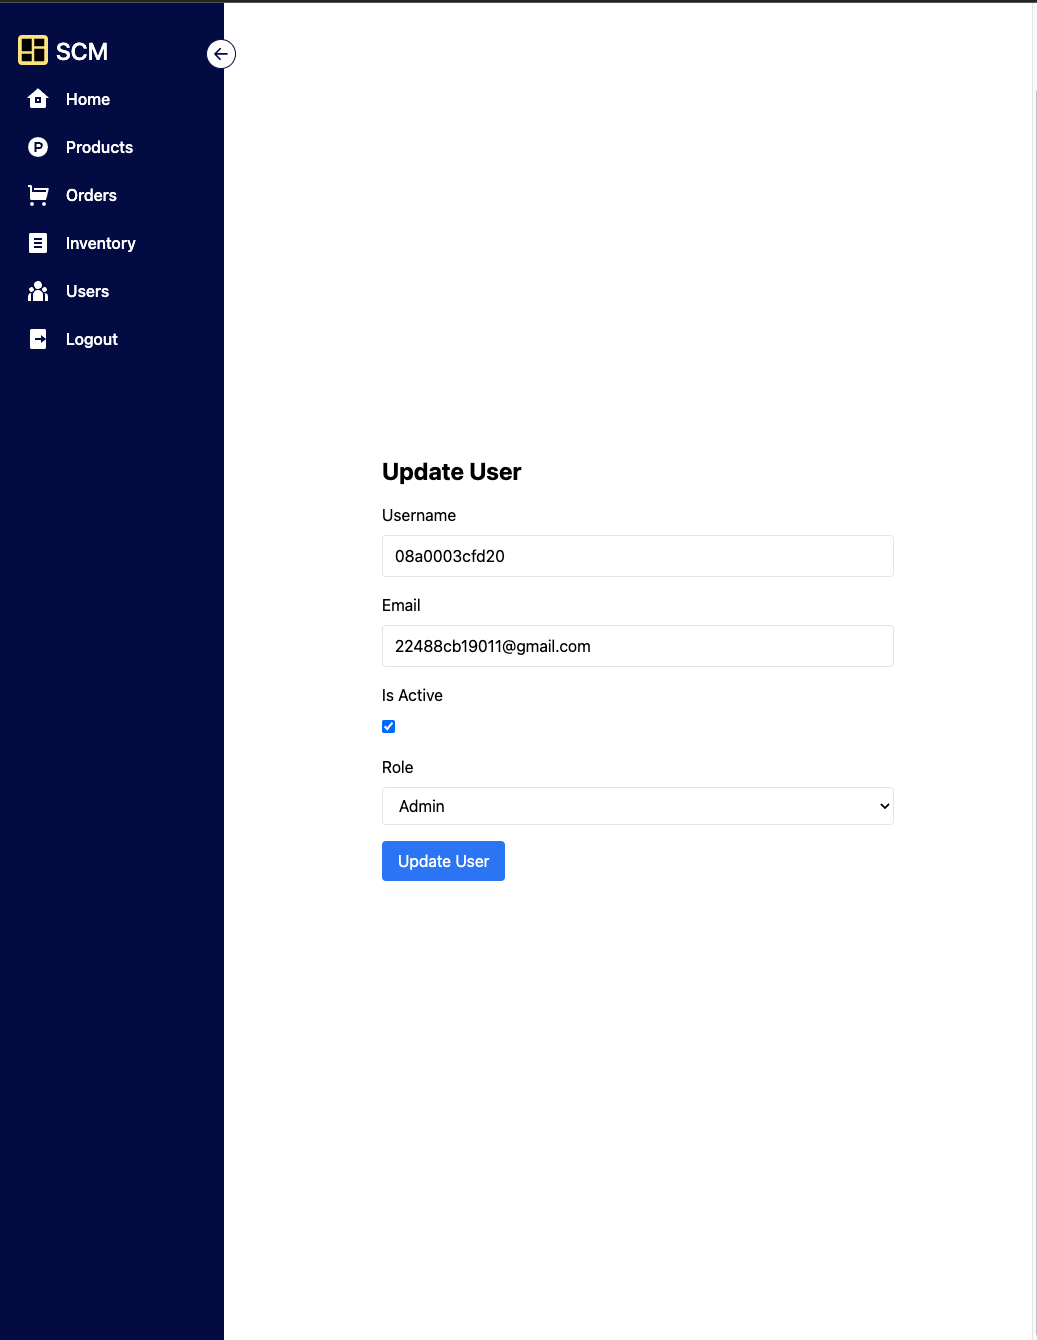 SCM
Home
Products
Orders
Inventory
Users
Logout
Update User
Username
08a0003cfd20
Email
22488cb19011@gmail.com
Is Active
Role
Admin
Update User